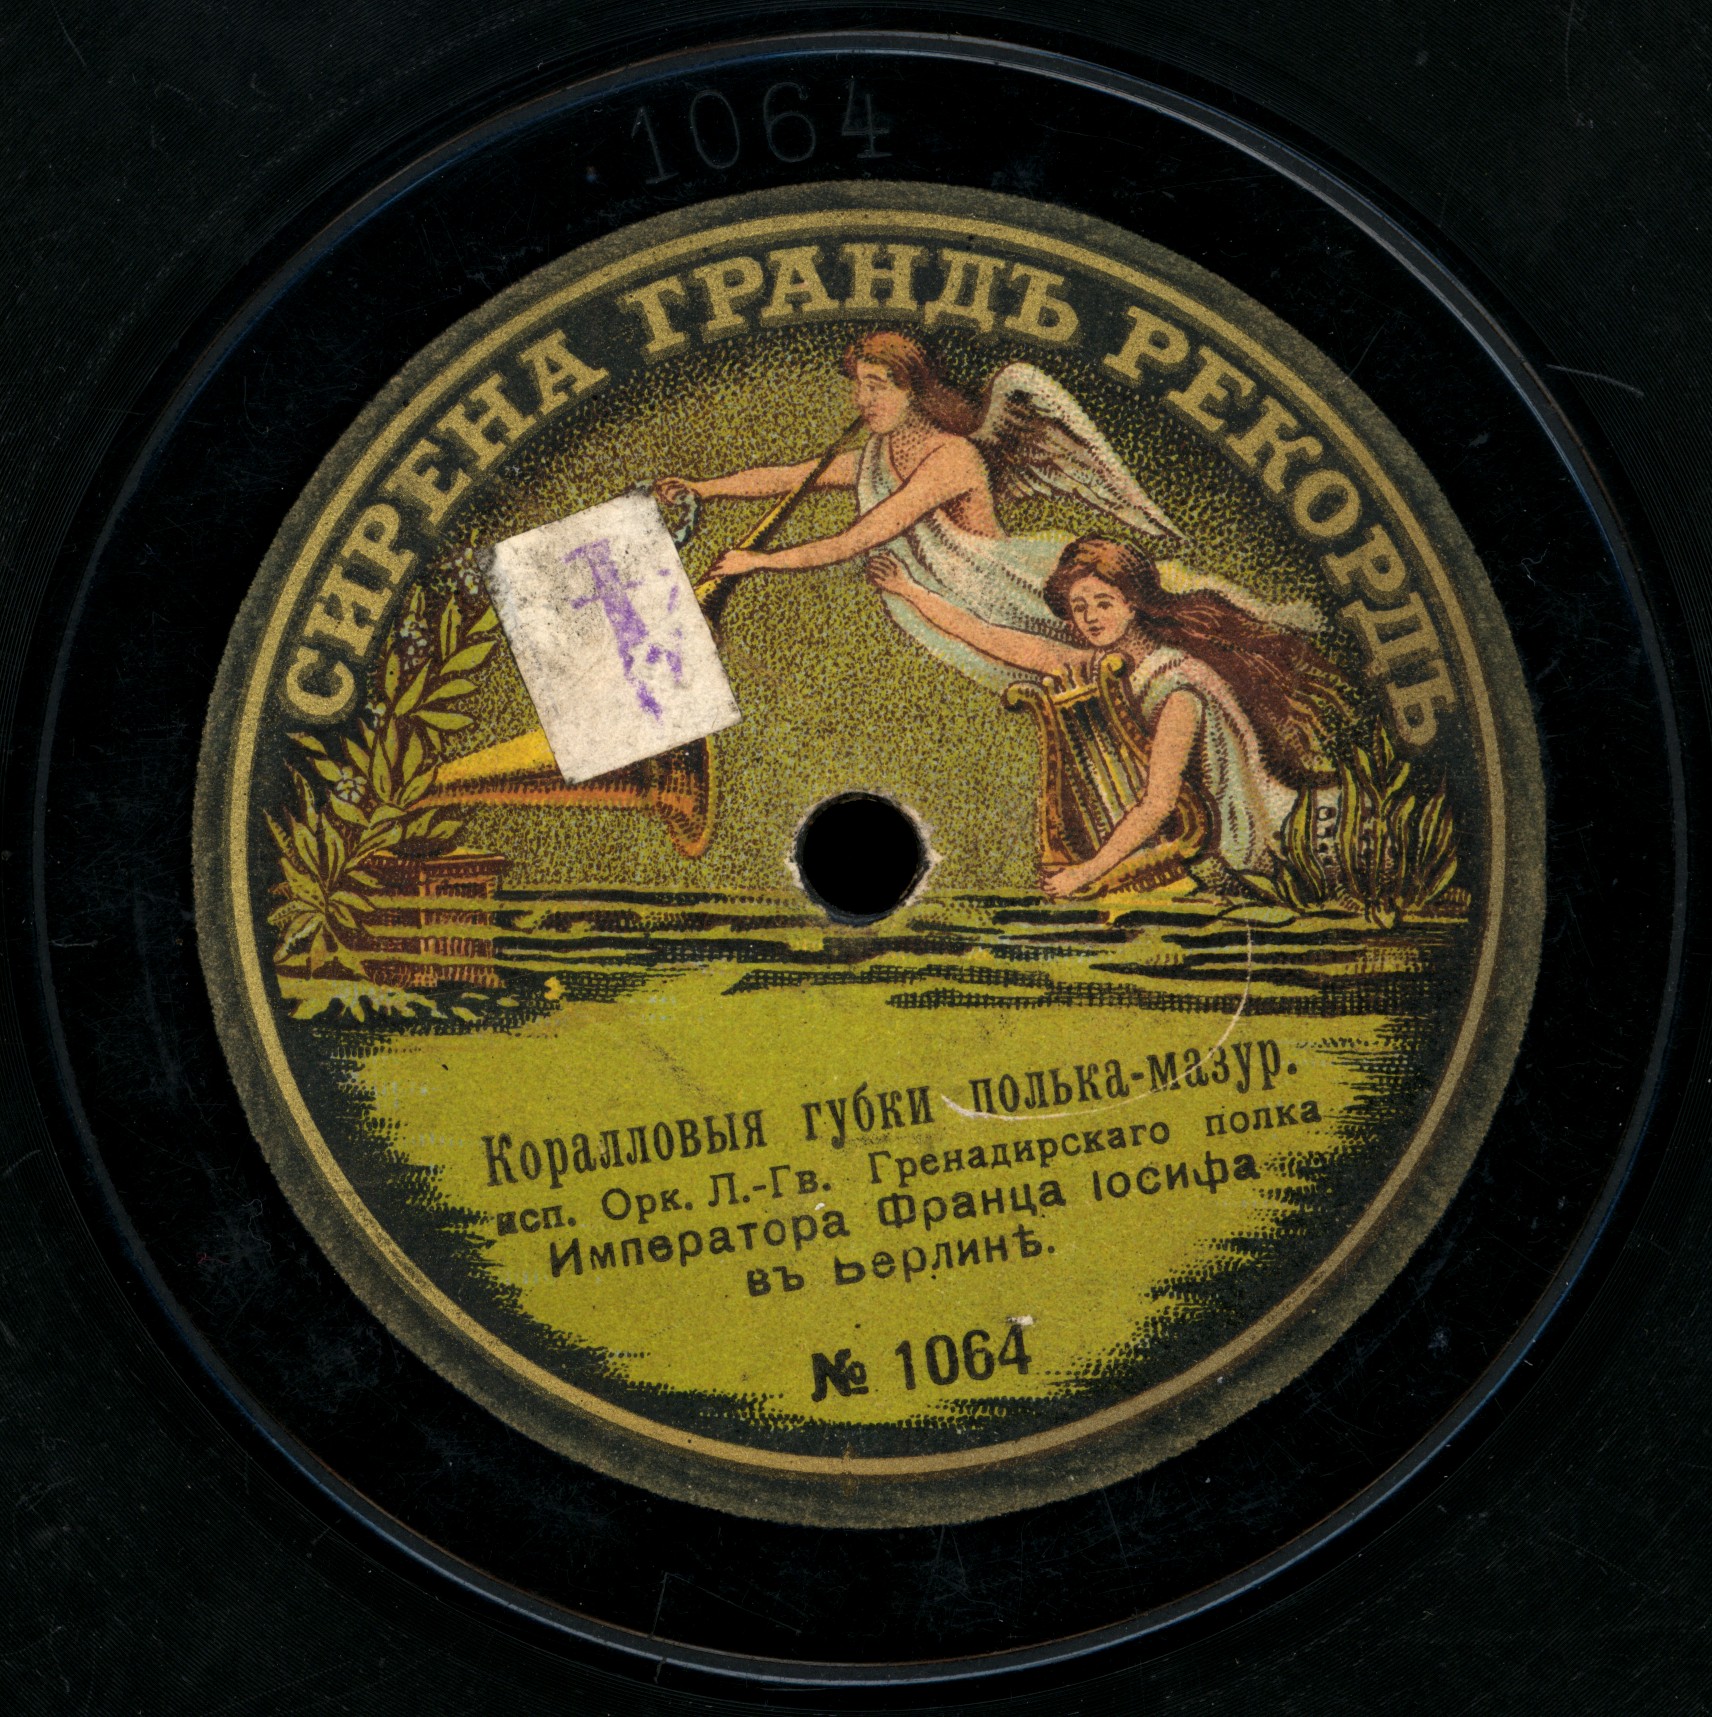 1064
СИРЕНА ГРАНДЪ РЕКОРДЪ
Коралловыя губки полька-мазур.
исп. Орк. Л.-Гв. Гренадирскаго полка
Императора Франца Іосифа
въ Берлинѣ.
№ 1064